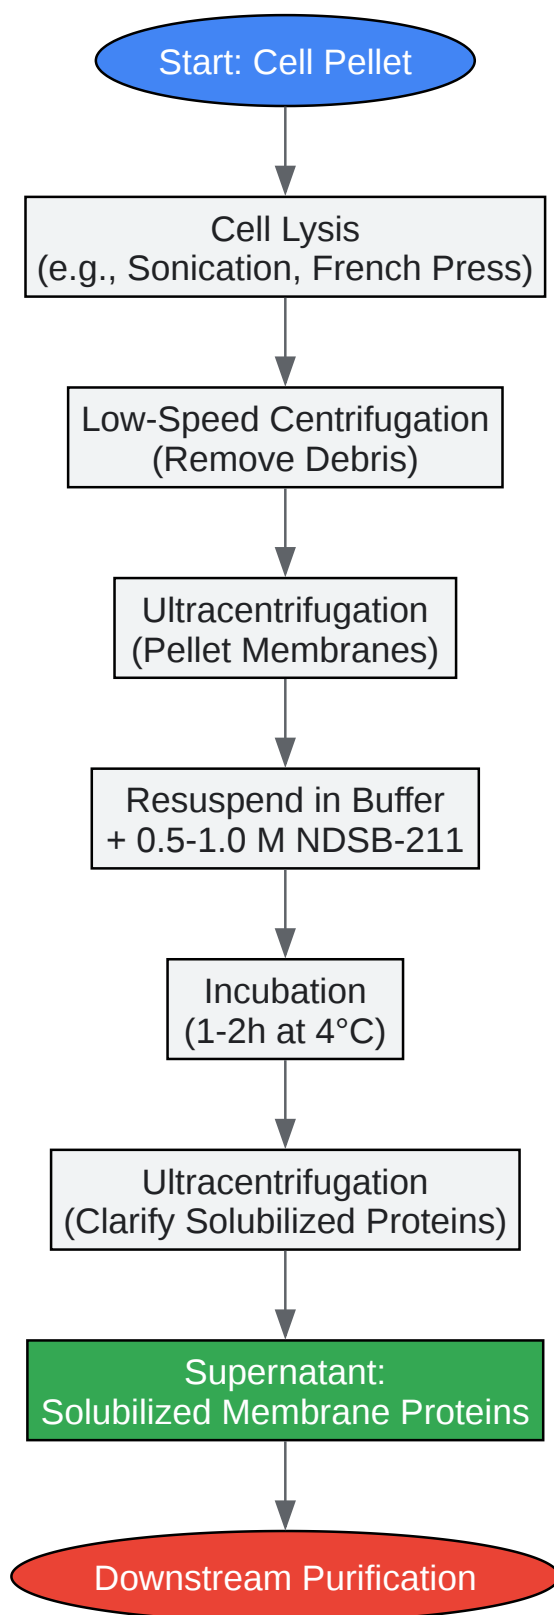 Start: Cell Pellet
Cell Lysis
(e.g., Sonication, French Press)
Low-Speed Centrifugation
(Remove Debris)
Ultracentrifugation
(Pellet Membranes)
Resuspend in Buffer
+ 0.5-1.0 M NDSB-211
Incubation
(1-2h at 4°C)
Ultracentrifugation
(Clarify Solubilized Proteins)
Supernatant:
Solubilized Membrane Proteins
Downstream Purification